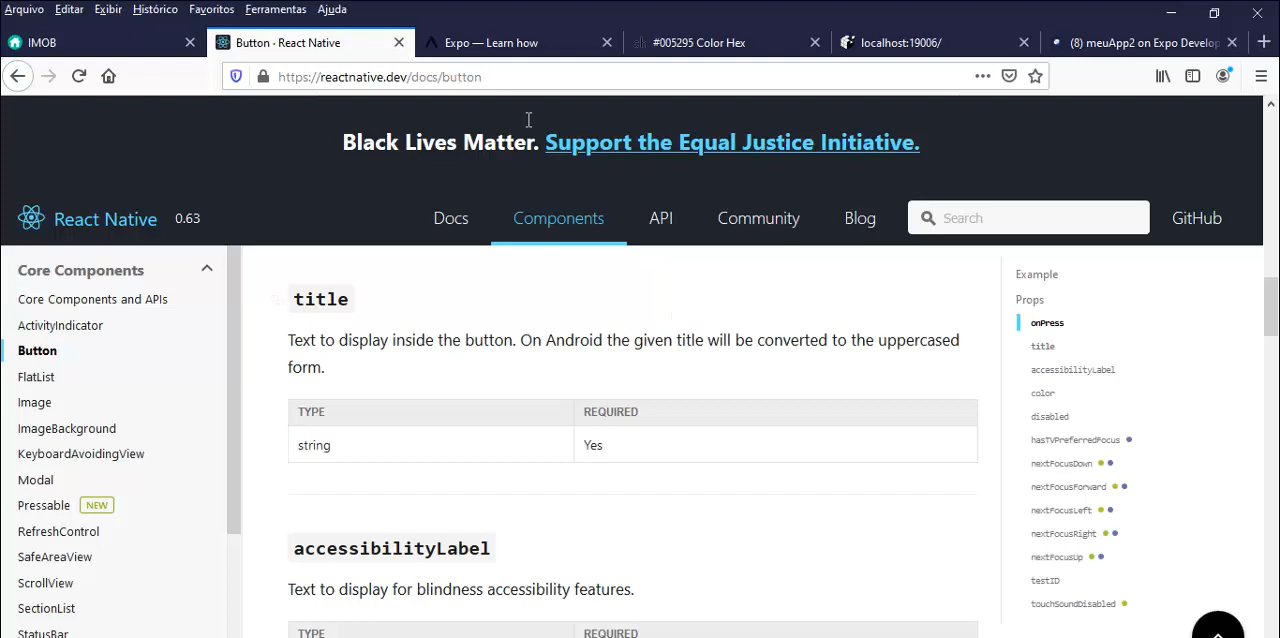 Arquivo Editar Exibir Histórico Favoritos Ferramentas Ajuda
IMOB
Button · React Native
Expo — Learn how
#005295 Color Hex
localhost:19006/
(8) meuApp2 on Expo Develop
https://reactnative.dev/docs/button
Black Lives Matter. Support the Equal Justice Initiative.
React Native 0.63
Docs
Components
API
Community
Blog
Search
GitHub
Core Components
Core Components and APIs
ActivityIndicator
Button
FlatList
Image
ImageBackground
KeyboardAvoidingView
Modal
Pressable NEW
RefreshControl
SafeAreaView
ScrollView
SectionList
StatusBar
title
Text to display inside the button. On Android the given title will be converted to the uppercased
form.
TYPE REQUIRED
string Yes
accessibilityLabel
Text to display for blindness accessibility features.
TYPE REQUIRED
Example
Props
onPress
title
accessibilityLabel
color
disabled
hasTVPreferredFocus
nextFocusDown
nextFocusForward
nextFocusLeft
nextFocusRight
nextFocusUp
testID
touchSoundDisabled